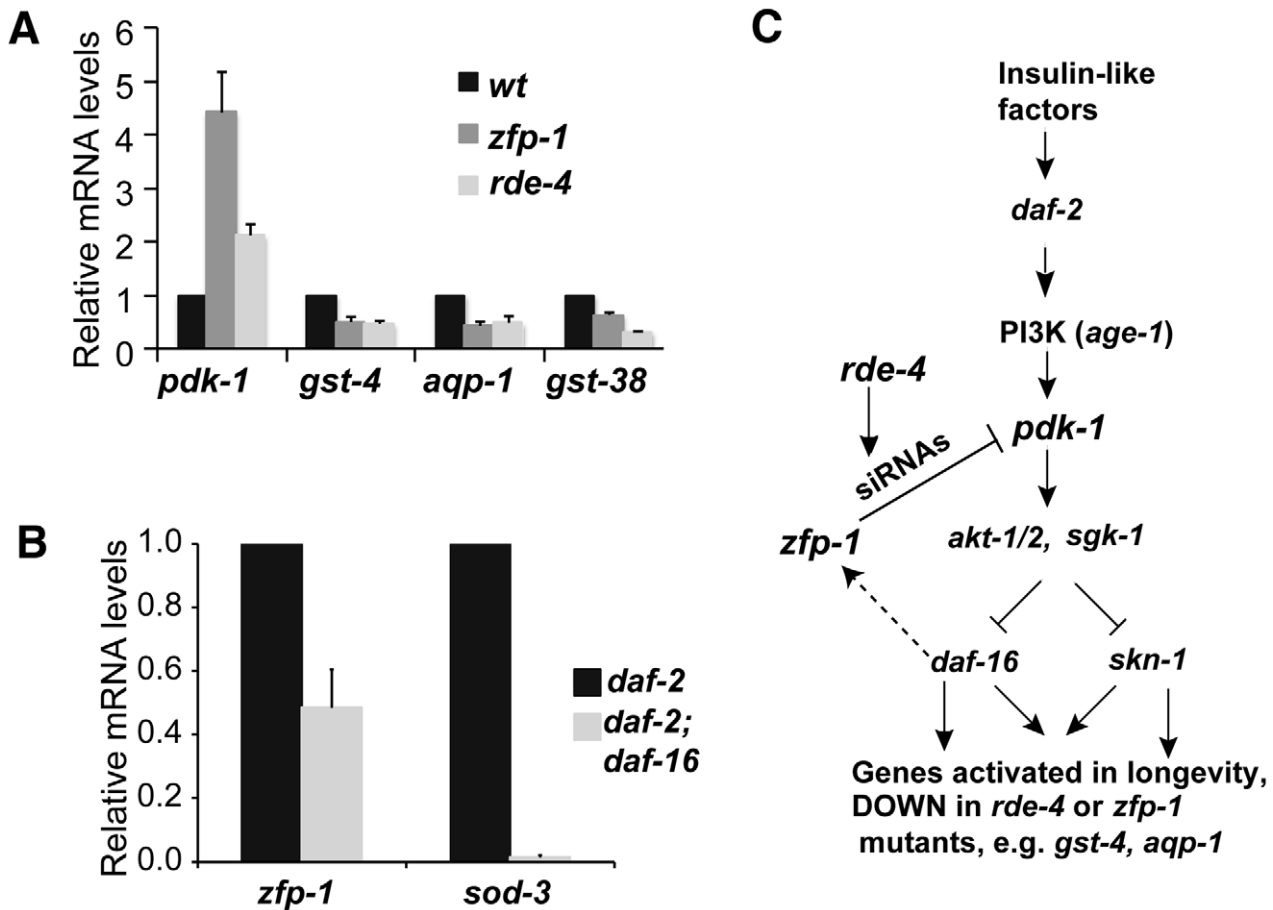 A
Relative mRNA levels
6
5
4
3
2
1
0
wt
zfp-1
rde-4
pdk-1 gst-4 aqp-1 gst-38
B
Relative mRNA levels
1.0
0.8
0.6
0.4
0.2
0.0
daf-2
daf-2;
daf-16
zfp-1 sod-3
C
Insulin-like
factors
daf-2
PI3K (age-1)
rde-4
siRNAs
pdk-1
zfp-1
akt-1/2, sgk-1
daf-16 skn-1
Genes activated in longevity,
DOWN in rde-4 or zfp-1
mutants, e.g. gst-4, aqp-1